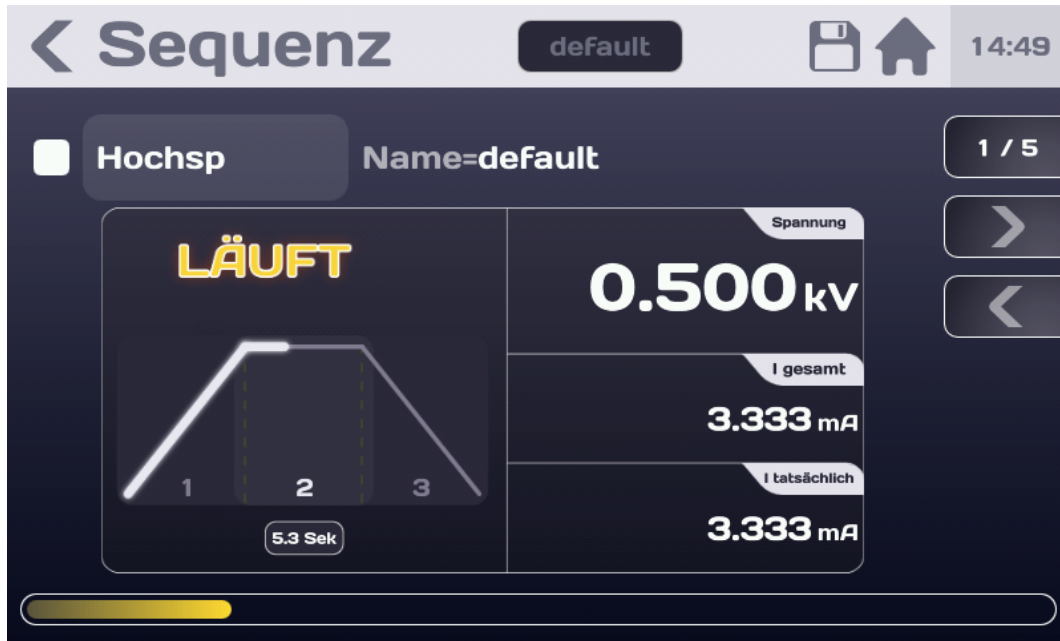 Sequenz default 14:49
Hochsp Name=default 1 / 5
LÄUFT
Spannung
0.500 kV
I gesamt
3.333 mA
1 2 3
I tatsächlich
5.3 Sek
3.333 mA